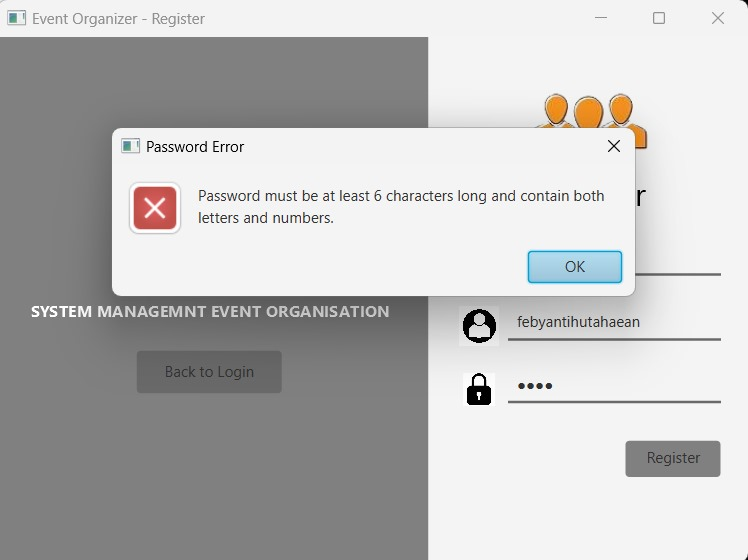 Event Organizer - Register
Password Error
Password must be at least 6 characters long and contain both
letters and numbers.
OK
SYSTEM MANAGEMNT EVENT ORGANISATION
Back to Login
febyantihutahaean
••••
Register